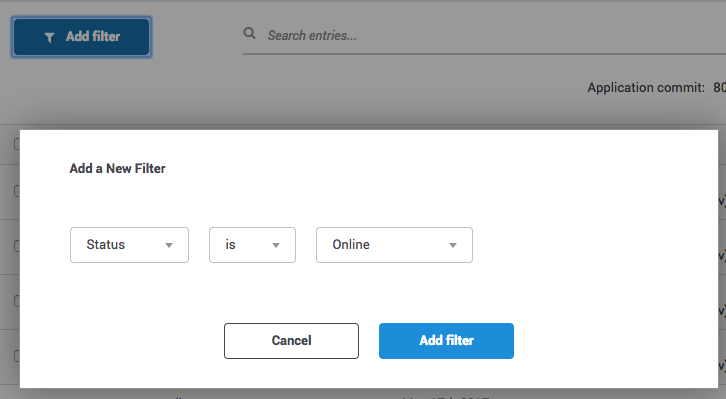 Add filter
Search entries...
Application commit: 80
Add a New Filter
Status
is
Online
Cancel
Add filter